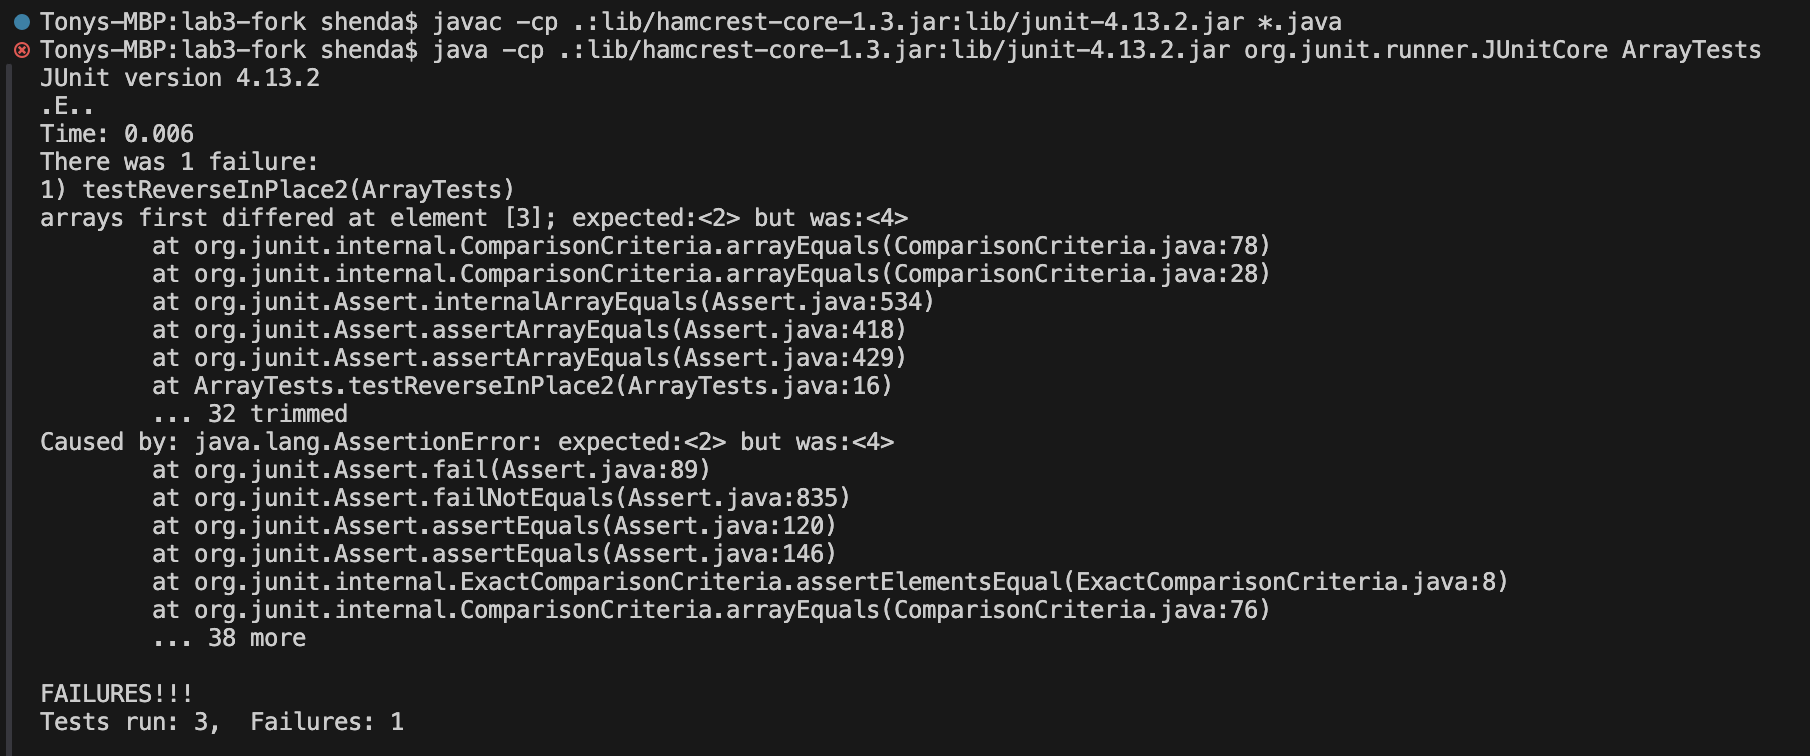 Tonys-MBP:lab3-fork shenda$ javac -cp .:lib/hamcrest-core-1.3.jar:lib/junit-4.13.2.jar *.java
Tonys-MBP:lab3-fork shenda$ java -cp .:lib/hamcrest-core-1.3.jar:lib/junit-4.13.2.jar org.junit.runner.JUnitCore ArrayTests
JUnit version 4.13.2
.E..
Time: 0.006
There was 1 failure:
1) testReverseInPlace2(ArrayTests)
arrays first differed at element [3]; expected:<2> but was:<4>
        at org.junit.internal.ComparisonCriteria.arrayEquals(ComparisonCriteria.java:78)
        at org.junit.internal.ComparisonCriteria.arrayEquals(ComparisonCriteria.java:28)
        at org.junit.Assert.internalArrayEquals(Assert.java:534)
        at org.junit.Assert.assertArrayEquals(Assert.java:418)
        at org.junit.Assert.assertArrayEquals(Assert.java:429)
        at ArrayTests.testReverseInPlace2(ArrayTests.java:16)
        ... 32 trimmed
Caused by: java.lang.AssertionError: expected:<2> but was:<4>
        at org.junit.Assert.fail(Assert.java:89)
        at org.junit.Assert.failNotEquals(Assert.java:835)
        at org.junit.Assert.assertEquals(Assert.java:120)
        at org.junit.Assert.assertEquals(Assert.java:146)
        at org.junit.internal.ExactComparisonCriteria.assertElementsEqual(ExactComparisonCriteria.java:8)
        at org.junit.internal.ComparisonCriteria.arrayEquals(ComparisonCriteria.java:76)
        ... 38 more

FAILURES!!!
Tests run: 3,  Failures: 1